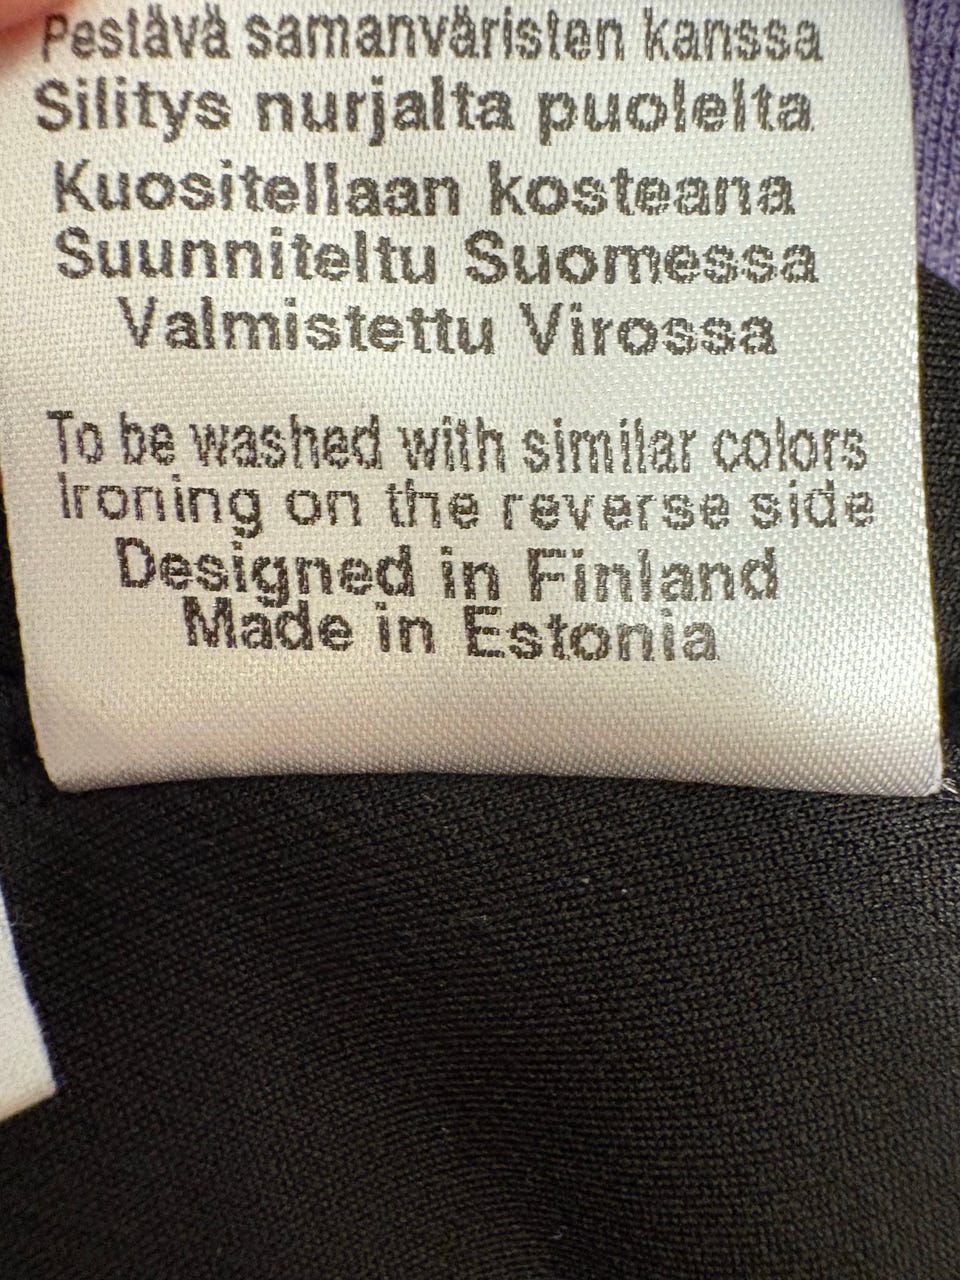 Pestävä samanväristen kanssa
Silitys nurjalta puolelta
Kuositellaan kosteana
Suunniteltu Suomessa
Valmistettu Virossa
To be washed with similar colors
Ironing on the reverse side
Designed in Finland
Made in Estonia